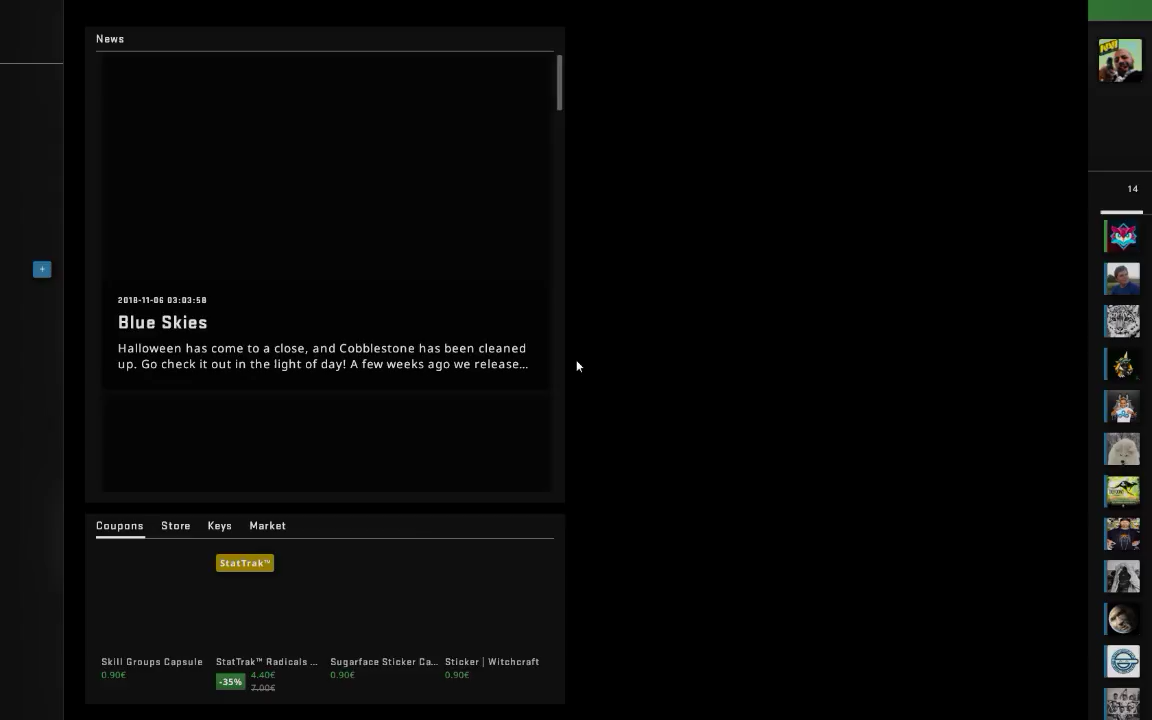 News
14
+
2018-11-06 03:03:58
Blue Skies
Halloween has come to a close, and Cobblestone has been cleaned
up. Go check it out in the light of day! A few weeks ago we release...
Coupons Store Keys Market
StatTrak™
Skill Groups Capsule StatTrak™ Radicals ... Sugarface Sticker Ca... Sticker | Witchcraft
0.90€ -35% 4.40€ 0.90€ 0.90€
7.00€